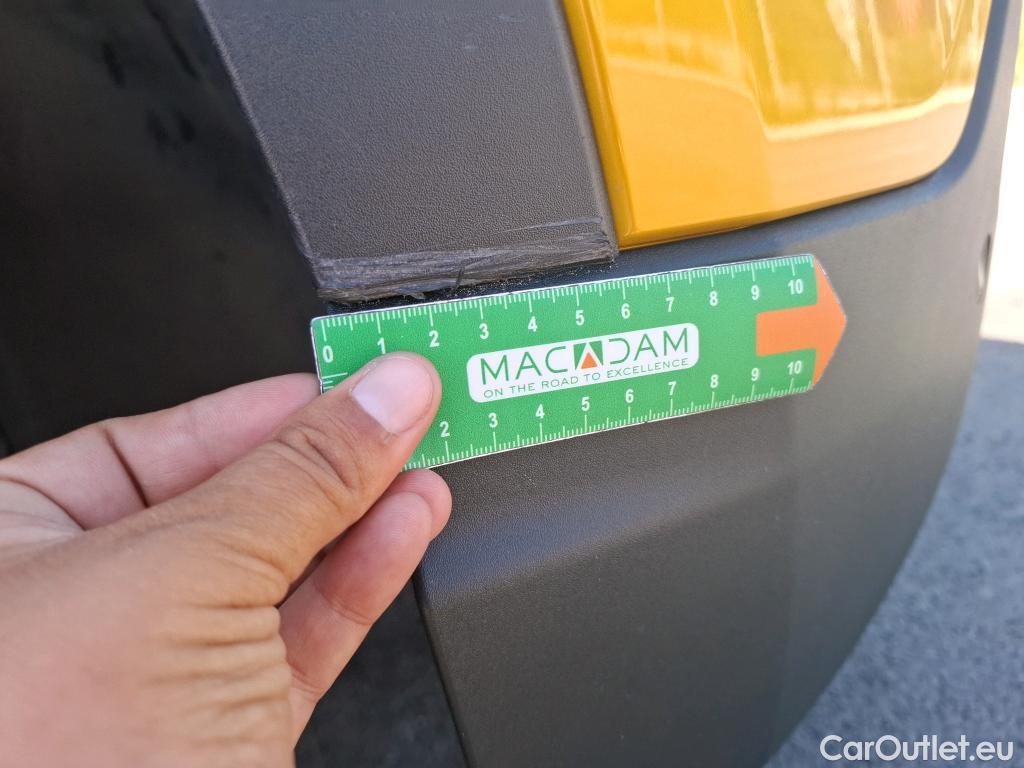 0 1 2 3 4 5 6 7 8 9 10
MACADAM
ON THE ROAD TO EXCELLENCE
2 3 4 5 6 7 8 9 10
CarOutlet.eu